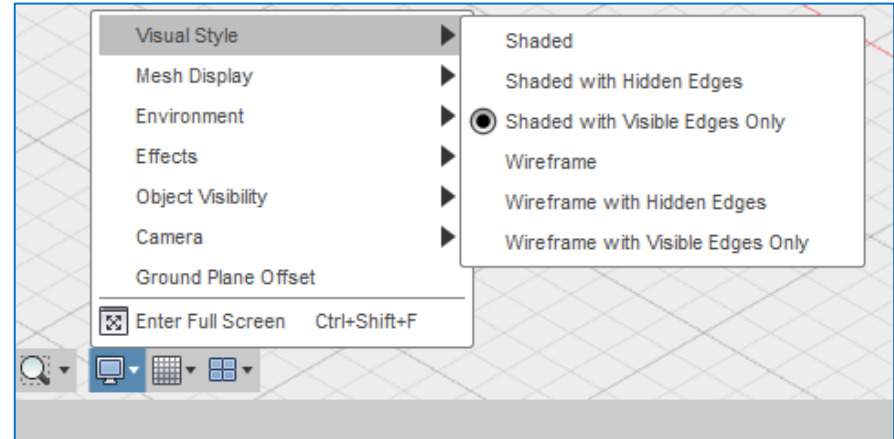 Visual Style
Mesh Display
Environment
Effects
Object Visibility
Camera
Ground Plane Offset
Enter Full Screen Ctrl+Shift+F
Shaded
Shaded with Hidden Edges
Shaded with Visible Edges Only
Wireframe
Wireframe with Hidden Edges
Wireframe with Visible Edges Only